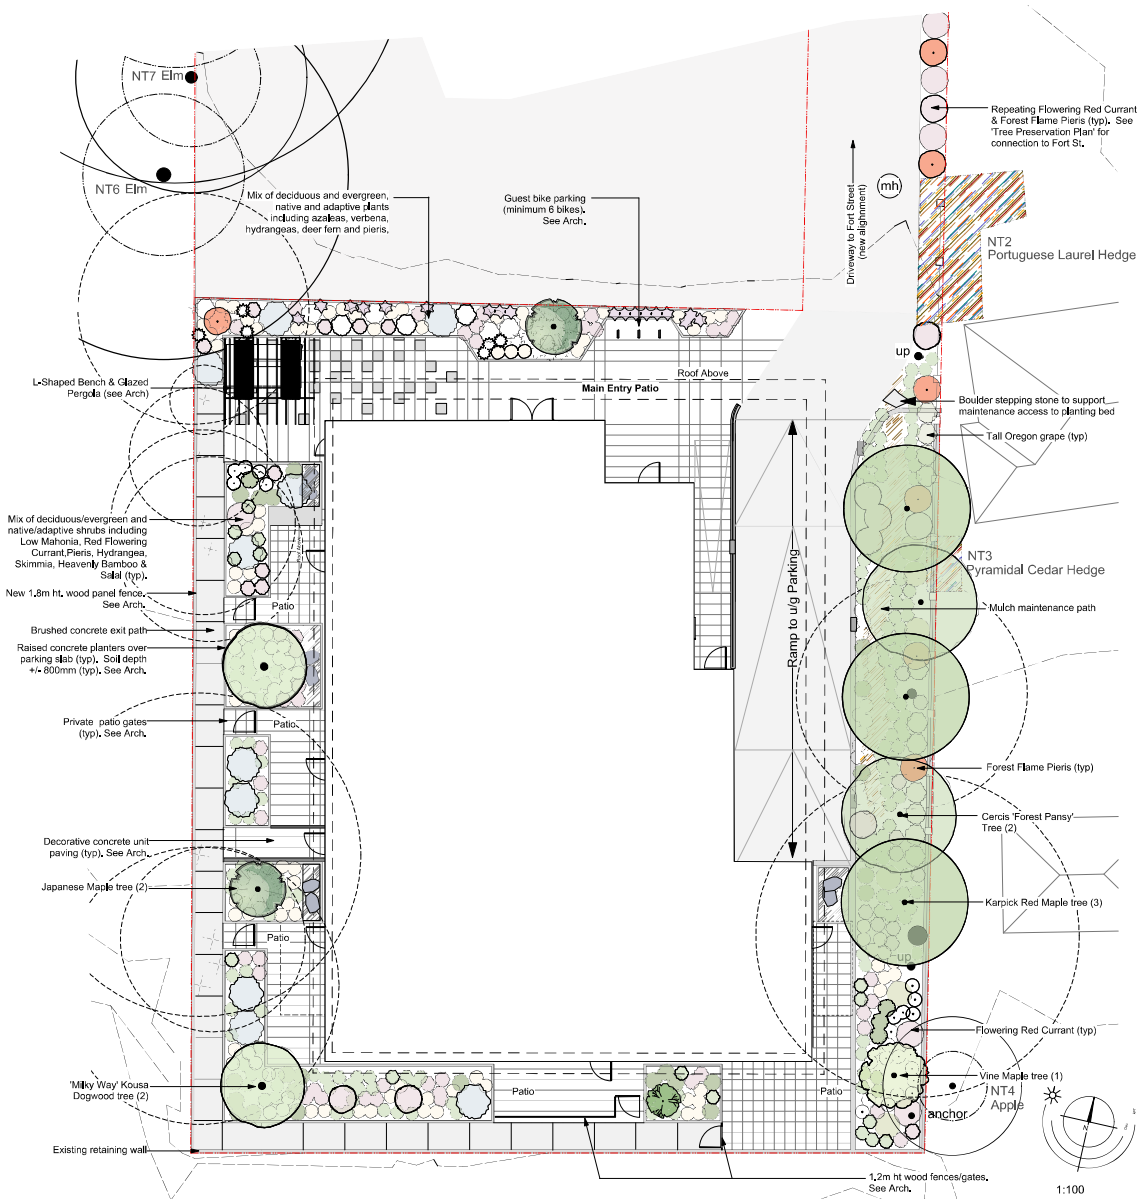 NT7 Elm
NT6 Elm
Mix of deciduous and evergreen,
native and adaptive plants
including azaleas, verbena,
hydrangeas, deer fern and pieris.
Guest bike parking
(minimum 6 bikes).
See Arch.
Driveway to Fort Street
(new alignment)
mh
Repeating Flowering Red Currant
& Forest Flame Pieris (typ). See
'Tree Preservation Plan' for
connection to Fort St.
NT2
Portuguese Laurel Hedge
up
Roof Above
Main Entry Patio
L-Shaped Bench & Glazed
Pergola (see Arch)
Boulder stepping stone to support
maintenance access to planting bed
Tall Oregon grape (typ)
Mix of deciduous/evergreen and
native/adaptive shrubs including
Low Mahonia, Red Flowering
Currant,Pieris, Hydrangea,
Skimmia, Heavenly Bamboo &
Salal (typ).
NT3
Pyramidal Cedar Hedge
New 1.8m ht. wood panel fence.
See Arch.
Patio
Mulch maintenance path
Brushed concrete exit path
Raised concrete planters over
parking slab (typ). Soil depth
+/- 800mm (typ). See Arch.
Ramp to u/g Parking
Private patio gates
(typ). See Arch.
Patio
Forest Flame Pieris (typ)
Cercis 'Forest Pansy'
Tree (2)
Decorative concrete unit
paving (typ). See Arch.
Japanese Maple tree (2)
Karpick Red Maple tree (3)
Patio
up
Flowering Red Currant (typ)
'Milky Way' Kousa
Dogwood tree (2)
Patio
Patio
Vine Maple tree (1)
NT4
Apple
anchor
Existing retaining wall
1.2m ht wood fences/gates.
See Arch.
N
1:100